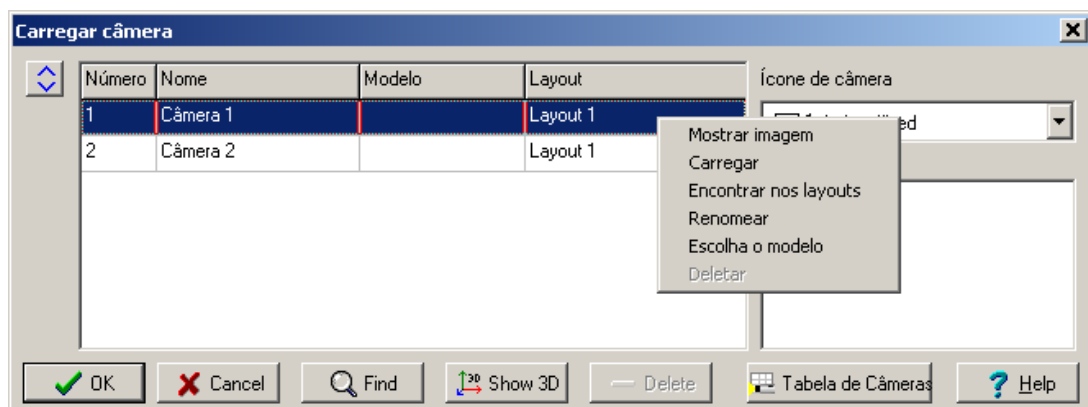 Carregar câmera
Número Nome Modelo Layout
Ícone de câmera
1 Câmera 1 Layout 1
2 Câmera 2 Layout 1
Mostrar imagem
Carregar
Encontrar nos layouts
Renomear
Escolha o modelo
Deletar
OK Cancel Find Show 3D Delete Tabela de Câmeras Help